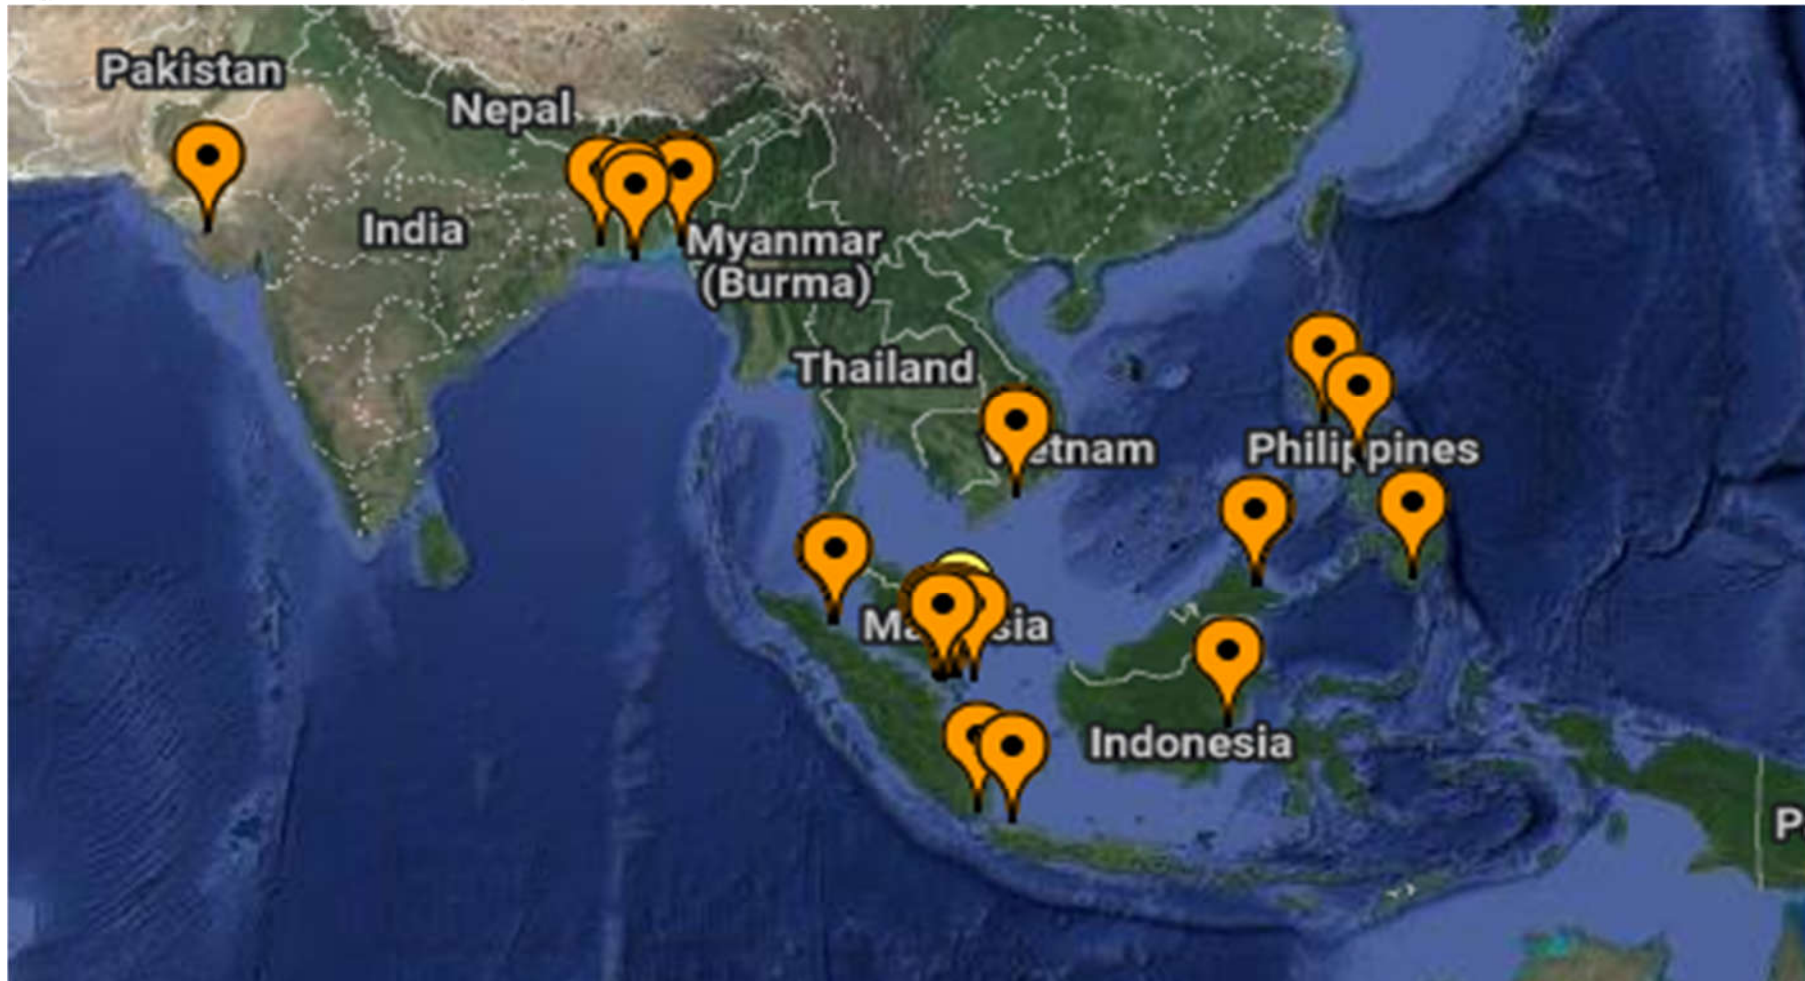 Pakistan
Nepal
India
Myanmar
(Burma)
Thailand
Philippines
Indonesia